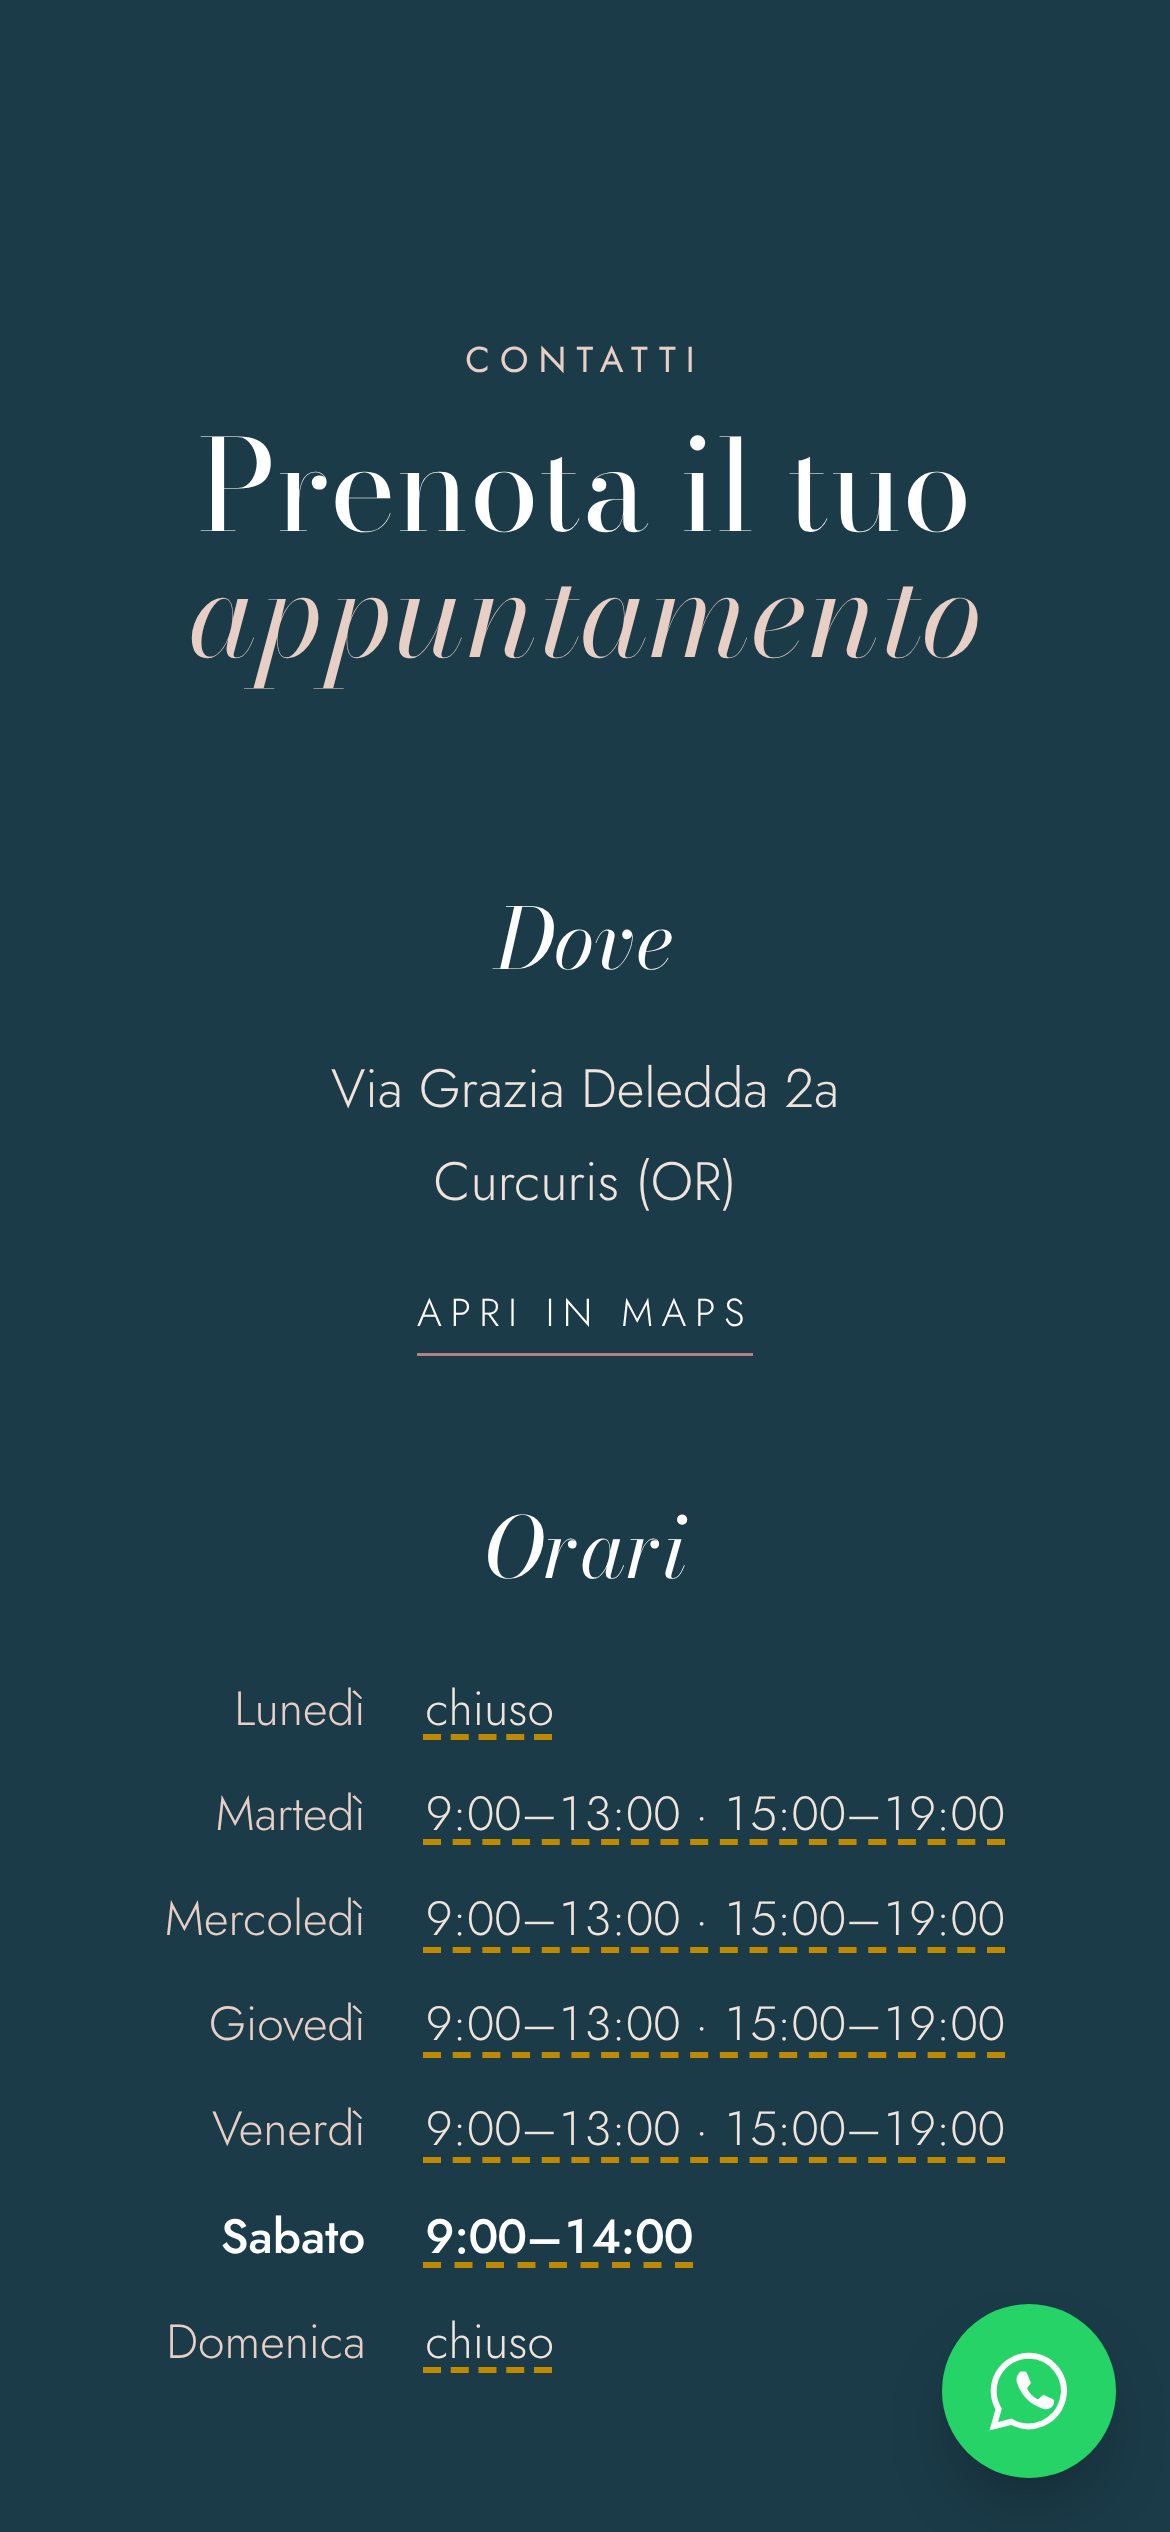 CONTATTI
Prenota il tuo
appuntamento
Dove
Via Grazia Deledda 2a
Curcuris (OR)
APRI IN MAPS
Orari
Lunedì chiuso
Martedì 9:00–13:00 · 15:00–19:00
Mercoledì 9:00–13:00 · 15:00–19:00
Giovedì 9:00–13:00 · 15:00–19:00
Venerdì 9:00–13:00 · 15:00–19:00
Sabato 9:00–14:00
Domenica chiuso